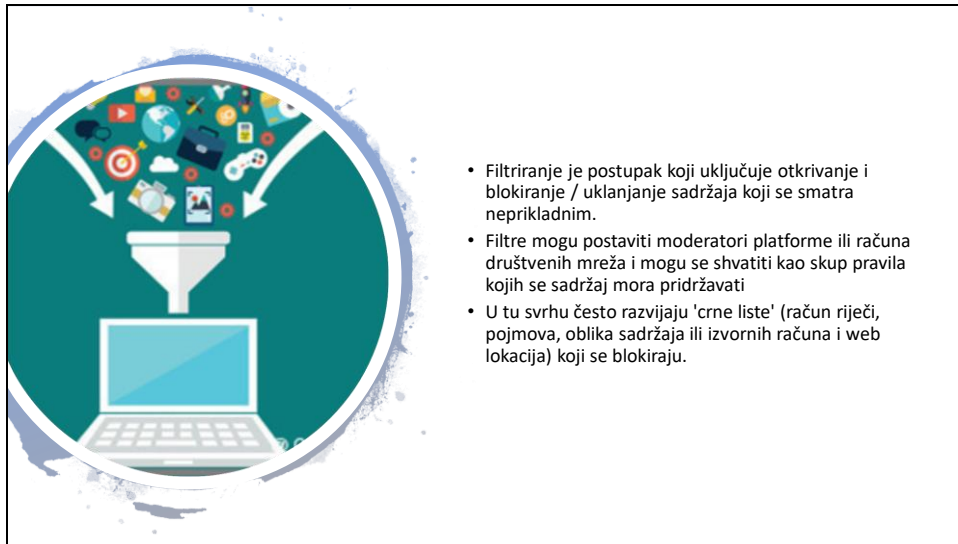 • Filtriranje je postupak koji uključuje otkrivanje i
blokiranje / uklanjanje sadržaja koji se smatra
neprikladnim.
• Filtre mogu postaviti moderatori platforme ili računa
društvenih mreža i mogu se shvatiti kao skup pravila
kojih se sadržaj mora pridržavati
• U tu svrhu često razvijaju 'crne liste' (račun riječi,
pojmova, oblika sadržaja ili izvornih računa i web
lokacija) koji se blokiraju.